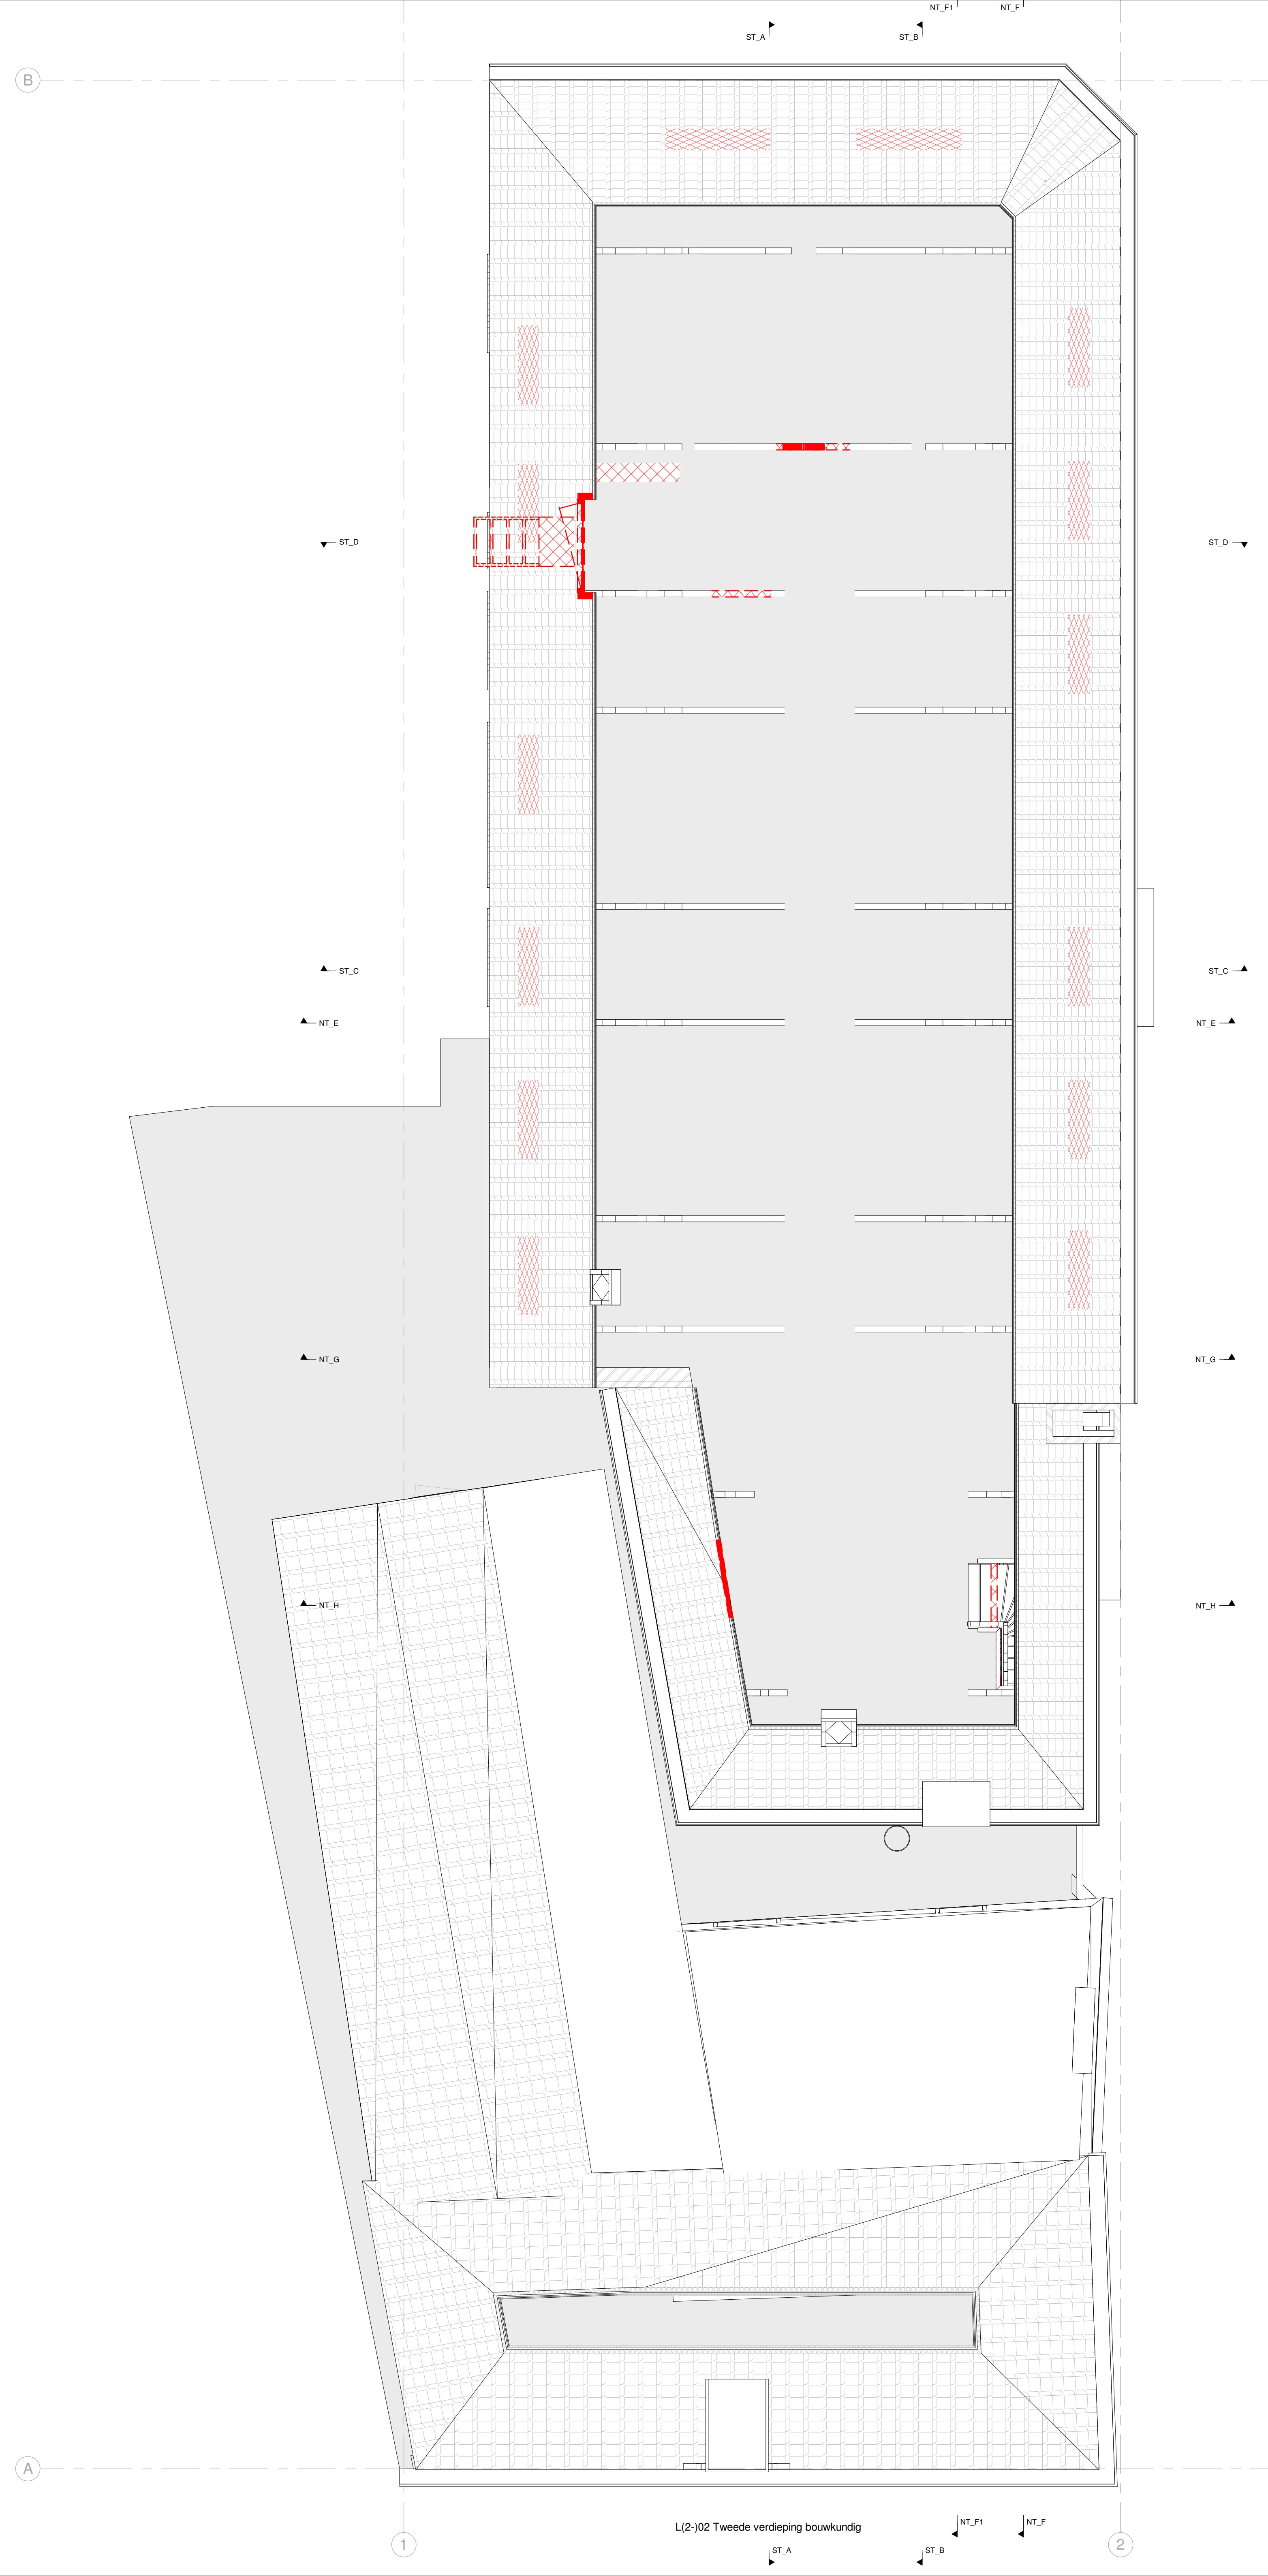 NT_F1 NT_F
ST_A ST_B
B
ST_D ST_D
ST_C ST_C
NT_E NT_E
NT_G NT_G
NT_H NT_H
A
NT_F1 NT_F
L(2-)02 Tweede verdieping bouwkundig
1 2
ST_A ST_B